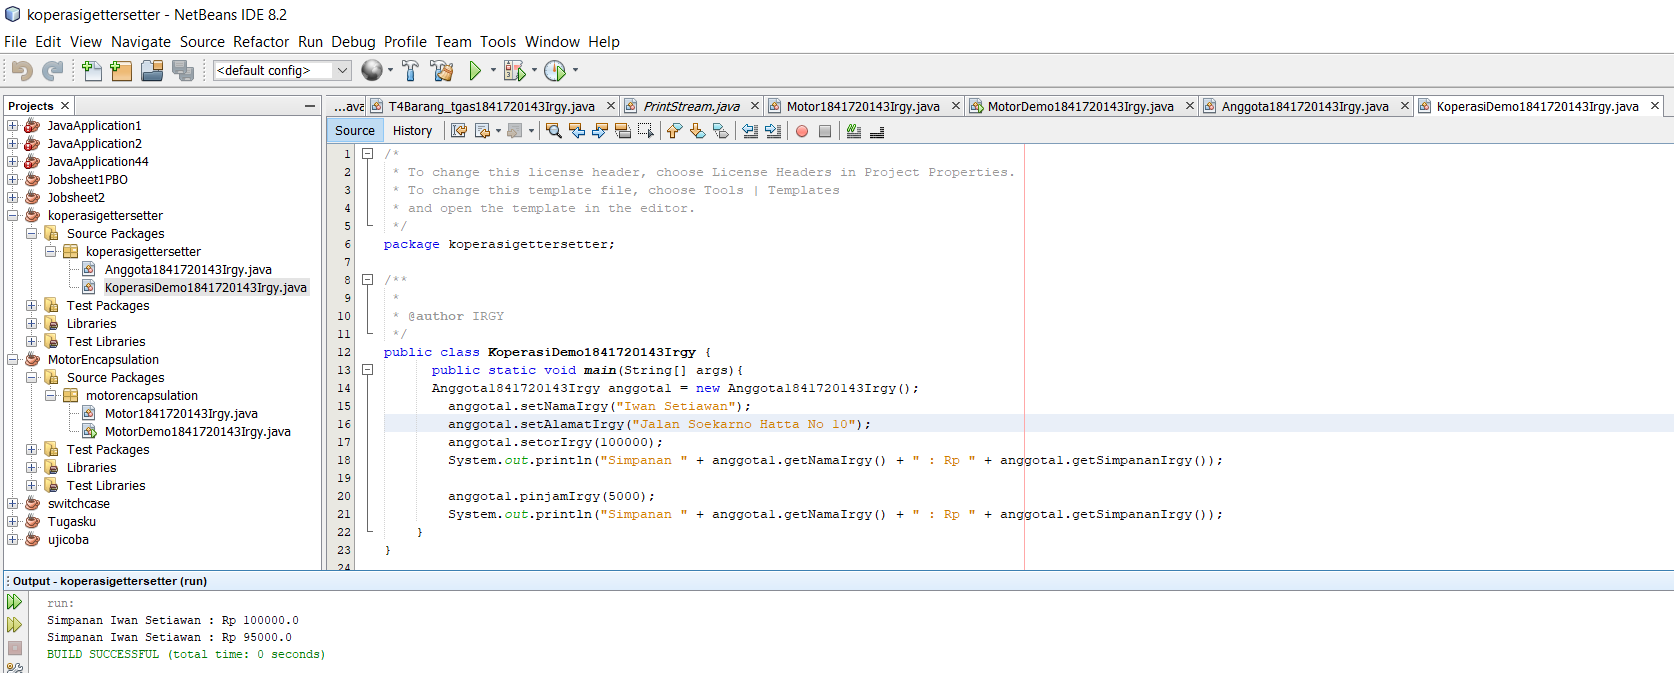 koperasigettersetter - NetBeans IDE 8.2
File Edit View Navigate Source Refactor Run Debug Profile Team Tools Window Help
<default config>
Projects
...ava T4Barang_tgas1841720143Irgy.java PrintStream.java Motor1841720143Irgy.java MotorDemo1841720143Irgy.java Anggota1841720143Irgy.java KoperasiDemo1841720143Irgy.java
Source History
JavaApplication1
JavaApplication2
JavaApplication44
Jobsheet1PBO
Jobsheet2
koperasigettersetter
Source Packages
koperasigettersetter
Anggota1841720143Irgy.java
KoperasiDemo1841720143Irgy.java
Test Packages
Libraries
Test Libraries
MotorEncapsulation
Source Packages
motorencapsulation
Motor1841720143Irgy.java
MotorDemo1841720143Irgy.java
Test Packages
Libraries
Test Libraries
switchcase
Tugasku
ujicoba
1 /*
2 * To change this license header, choose License Headers in Project Properties.
3 * To change this template file, choose Tools | Templates
4 * and open the template in the editor.
5 */
6 package koperasigettersetter;
7
8 /**
9 *
10 * @author IRGY
11 */
12 public class KoperasiDemo1841720143Irgy {
13 public static void main(String[] args){
14 Anggota1841720143Irgy anggota1 = new Anggota1841720143Irgy();
15 anggota1.setNamaIrgy("Iwan Setiawan");
16 anggota1.setAlamatIrgy("Jalan Soekarno Hatta No 10");
17 anggota1.setorIrgy(100000);
18 System.out.println("Simpanan " + anggota1.getNamaIrgy() + " : Rp " + anggota1.getSimpananIrgy());
19
20 anggota1.pinjamIrgy(5000);
21 System.out.println("Simpanan " + anggota1.getNamaIrgy() + " : Rp " + anggota1.getSimpananIrgy());
22 }
23 }
24
Output - koperasigettersetter (run)
run:
Simpanan Iwan Setiawan : Rp 100000.0
Simpanan Iwan Setiawan : Rp 95000.0
BUILD SUCCESSFUL (total time: 0 seconds)